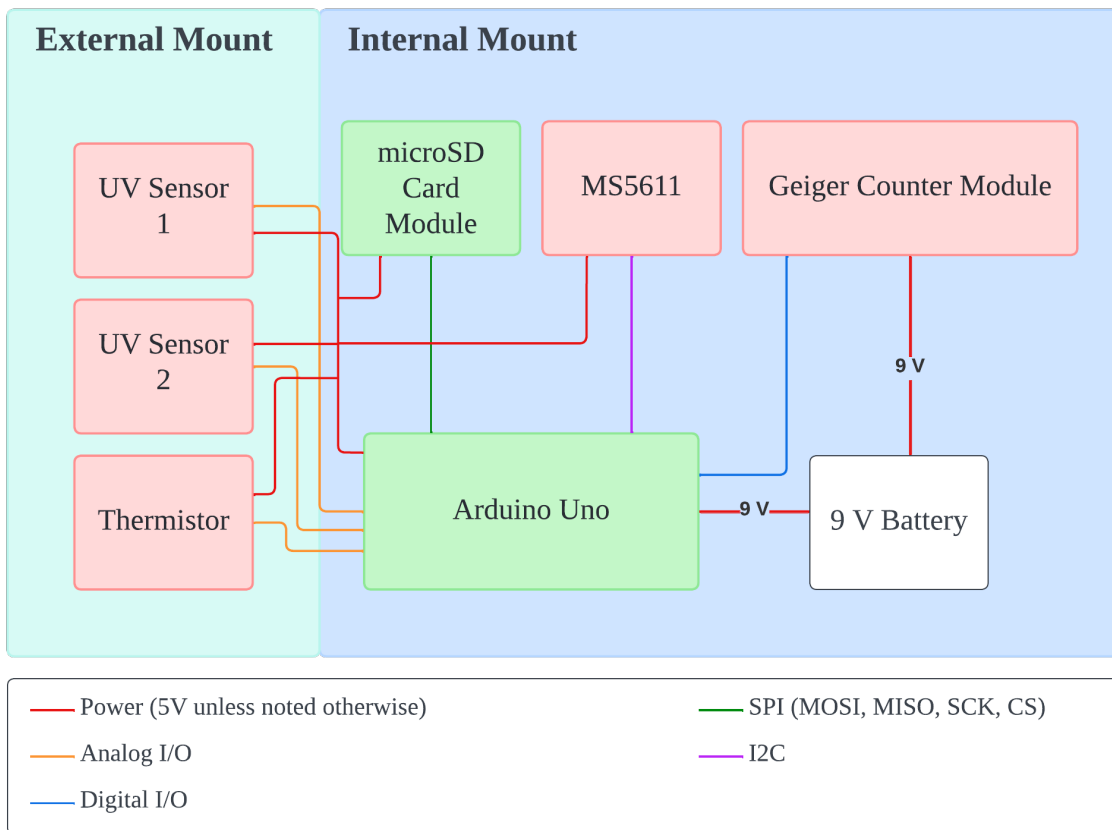 External Mount
Internal Mount
UV Sensor
1
microSD
Card
Module
MS5611
Geiger Counter Module
UV Sensor
2
9 V
Thermistor
Arduino Uno
9 V
9 V Battery
Power (5V unless noted otherwise)
SPI (MOSI, MISO, SCK, CS)
Analog I/O
I2C
Digital I/O